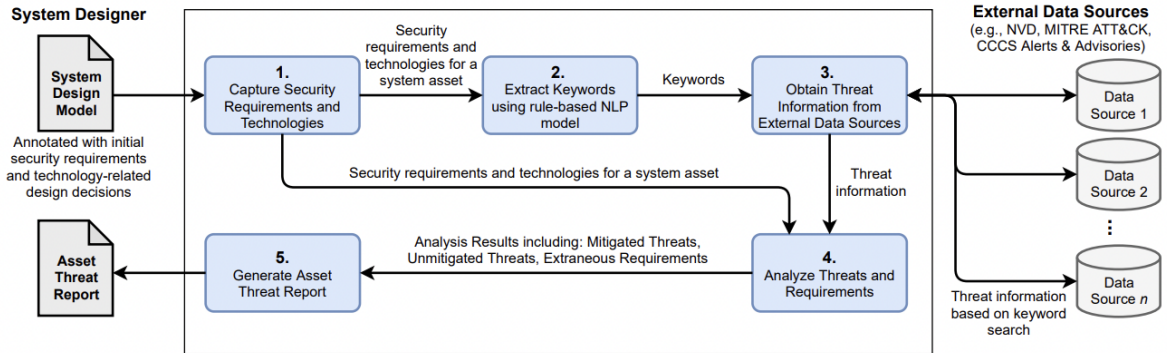 System Designer
System
Design
Model
Annotated with initial
security requirements
and technology-related
design decisions
1.
Capture Security
Requirements and
Technologies
Security
requirements and
technologies for a
system asset
2.
Extract Keywords
using rule-based NLP
model
Keywords
3.
Obtain Threat
Information from
External Data Sources
External Data Sources
(e.g., NVD, MITRE ATT&CK,
CCCS Alerts & Advisories)
Data
Source 1
Data
Source 2
⋮
Data
Source n
Threat information
based on keyword
search
Security requirements and technologies for a system asset
Threat
information
4.
Analyze Threats and
Requirements
Analysis Results including: Mitigated Threats,
Unmitigated Threats, Extraneous Requirements
5.
Generate Asset
Threat Report
Asset
Threat
Report